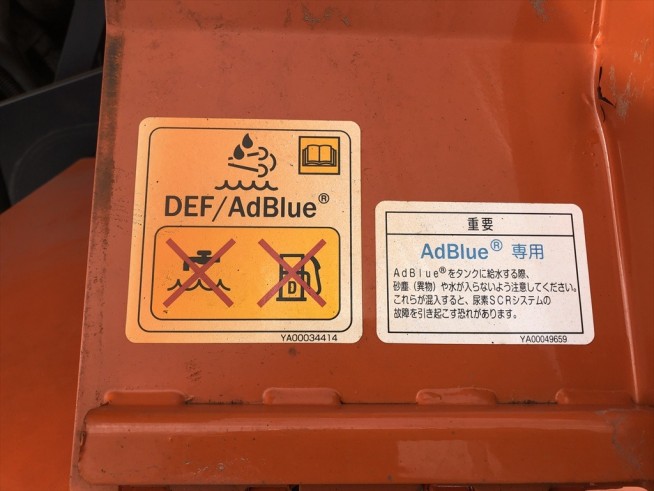 DEF/AdBlue®
D
YA00034414
重要
AdBlue® 専用
AdBlue®をタンクに給水する際、
砂塵（異物）や水が入らないよう注意してください。
これらが混入すると、尿素SCRシステムの
故障を引き起こす恐れがあります。
YA00049659